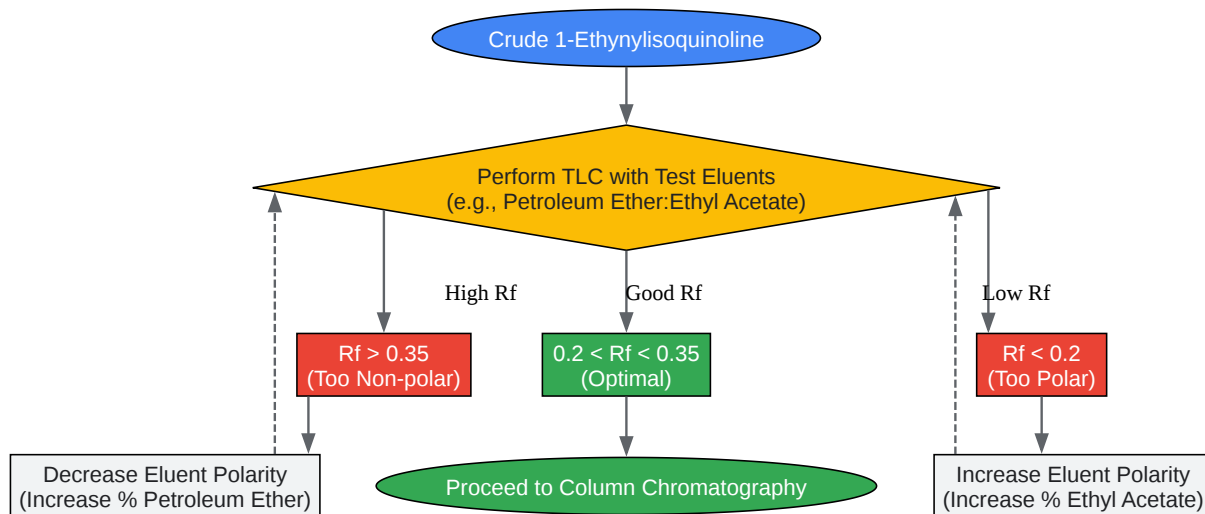 Crude 1-Ethynylisoquinoline
Perform TLC with Test Eluents
(e.g., Petroleum Ether:Ethyl Acetate)
High Rf
Good Rf
Low Rf
Rf > 0.35
(Too Non-polar)
0.2 < Rf < 0.35
(Optimal)
Rf < 0.2
(Too Polar)
Decrease Eluent Polarity
(Increase % Petroleum Ether)
Proceed to Column Chromatography
Increase Eluent Polarity
(Increase % Ethyl Acetate)